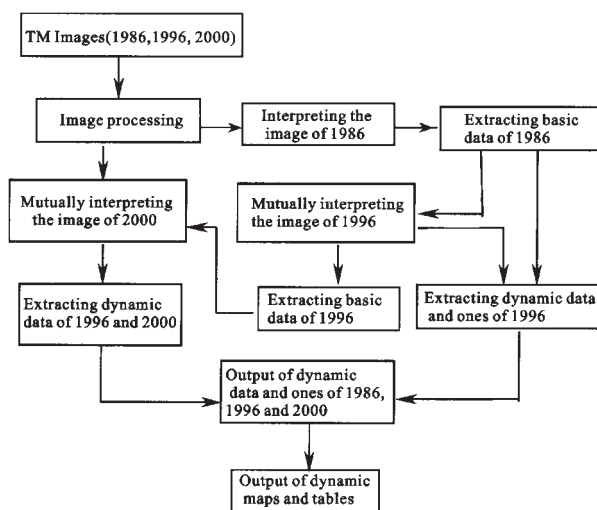 TM Images(1986,1996, 2000)
Image processing
Interpreting the
image of 1986
Extracting basic
data of 1986
Mutually interpreting
the image of 2000
Mutually interpreting
the image of 1996
Extracting dynamic
data of 1996 and 2000
Extracting basic
data of 1996
Extracting dynamic data
and ones of 1996
Output of dynamic
data and ones of 1986,
1996 and 2000
Output of dynamic
maps and tables